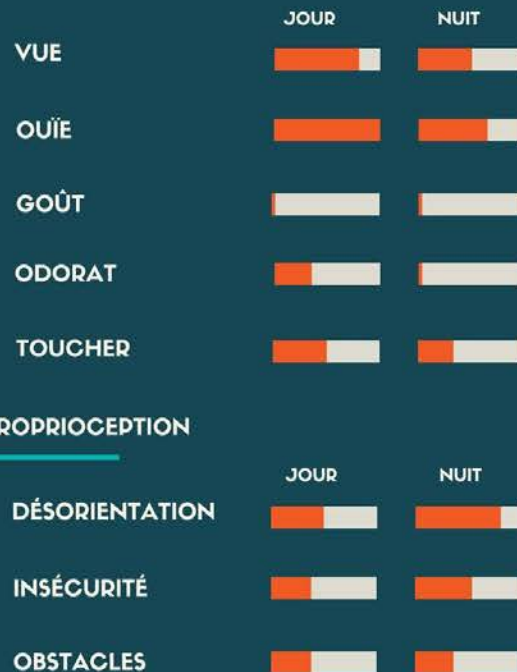 JOUR NUIT
VUE
OUÏE
GOÛT
ODORAT
TOUCHER
ROPRIOCEPTION
JOUR NUIT
DÉSORIENTATION
INSÉCURITÉ
OBSTACLES